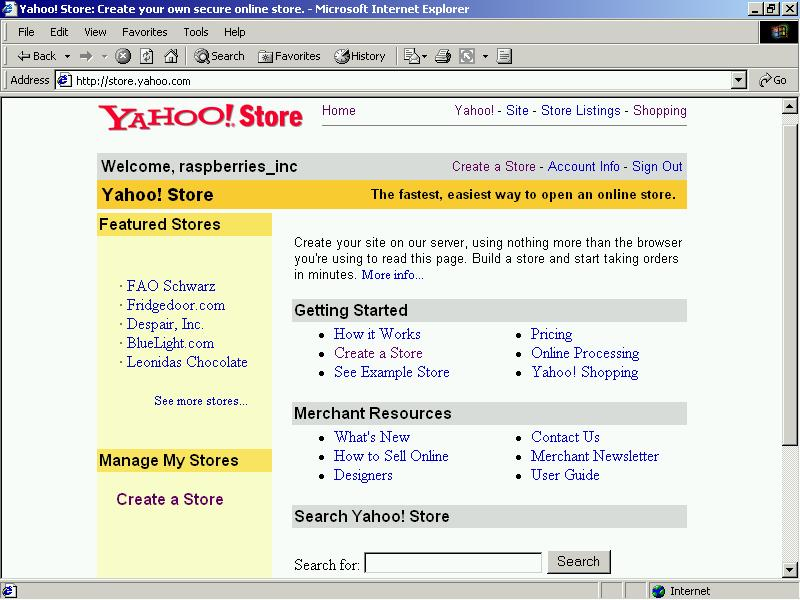 Yahoo! Store: Create your own secure online store. - Microsoft Internet Explorer
File Edit View Favorites Tools Help
Back Search Favorites History
Address http://store.yahoo.com Go
YAHOO! Store
Home
Yahoo! - Site - Store Listings - Shopping
Welcome, raspberries_inc
Create a Store - Account Info - Sign Out
Yahoo! Store
The fastest, easiest way to open an online store.
Featured Stores
· FAO Schwarz
· Fridgedoor.com
· Despair, Inc.
· BlueLight.com
· Leonidas Chocolate
See more stores...
Manage My Stores
Create a Store
Create your site on our server, using nothing more than the browser
you're using to read this page. Build a store and start taking orders
in minutes. More info...
Getting Started
• How it Works
• Create a Store
• See Example Store
• Pricing
• Online Processing
• Yahoo! Shopping
Merchant Resources
• What's New
• How to Sell Online
• Designers
• Contact Us
• Merchant Newsletter
• User Guide
Search Yahoo! Store
Search for: Search
Internet